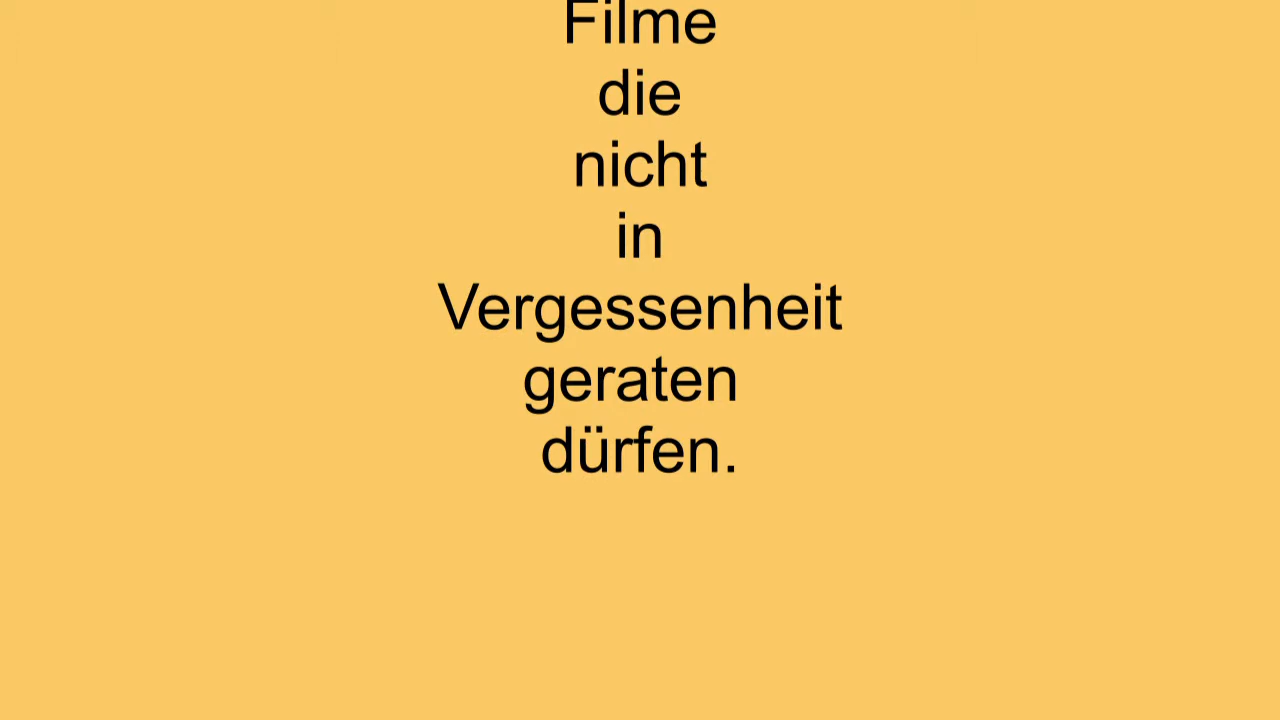 Filme
die
nicht
in
Vergessenheit
geraten
dürfen.